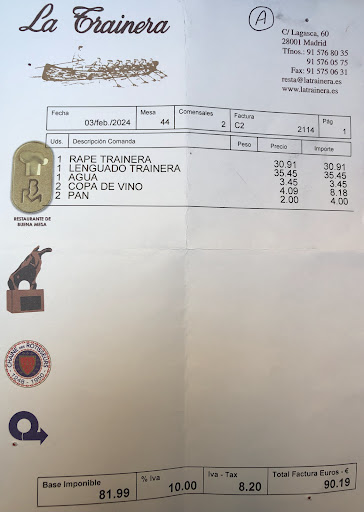 La Trainera
A
C/ Lagasca, 60
28001 Madrid
Tfnos.: 91 576 80 35
91 576 05 75
Fax: 91 575 06 31
resta@latrainera.es
www.latrainera.es
Fecha Mesa Comensales Factura Pág
03/feb./2024 44 2 C2 2114 1
Uds. Descripción Comanda Peso Precio Importe
1 RAPE TRAINERA 30.91 30.91
1 LENGUADO TRAINERA 35.45 35.45
1 AGUA 3.45 3.45
2 COPA DE VINO 4.09 8.18
2 PAN 2.00 4.00
RESTAURANTE DE
BUENA MESA
CHAINE DES ROTISSEURS
1248 - 1950
Base Imponible % Iva Iva - Tax Total Factura Euros - €
81.99 10.00 8.20 90.19